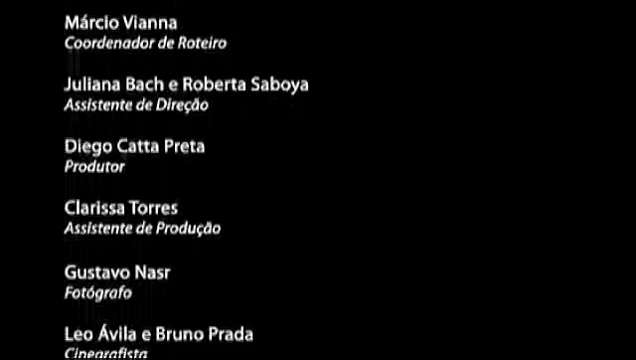 Márcio Vianna
Coordenador de Roteiro
Juliana Bach e Roberta Saboya
Assistente de Direção
Diego Catta Preta
Produtor
Clarissa Torres
Assistente de Produção
Gustavo Nasr
Fotógrafo
Leo Ávila e Bruno Prada
Cinegrafista